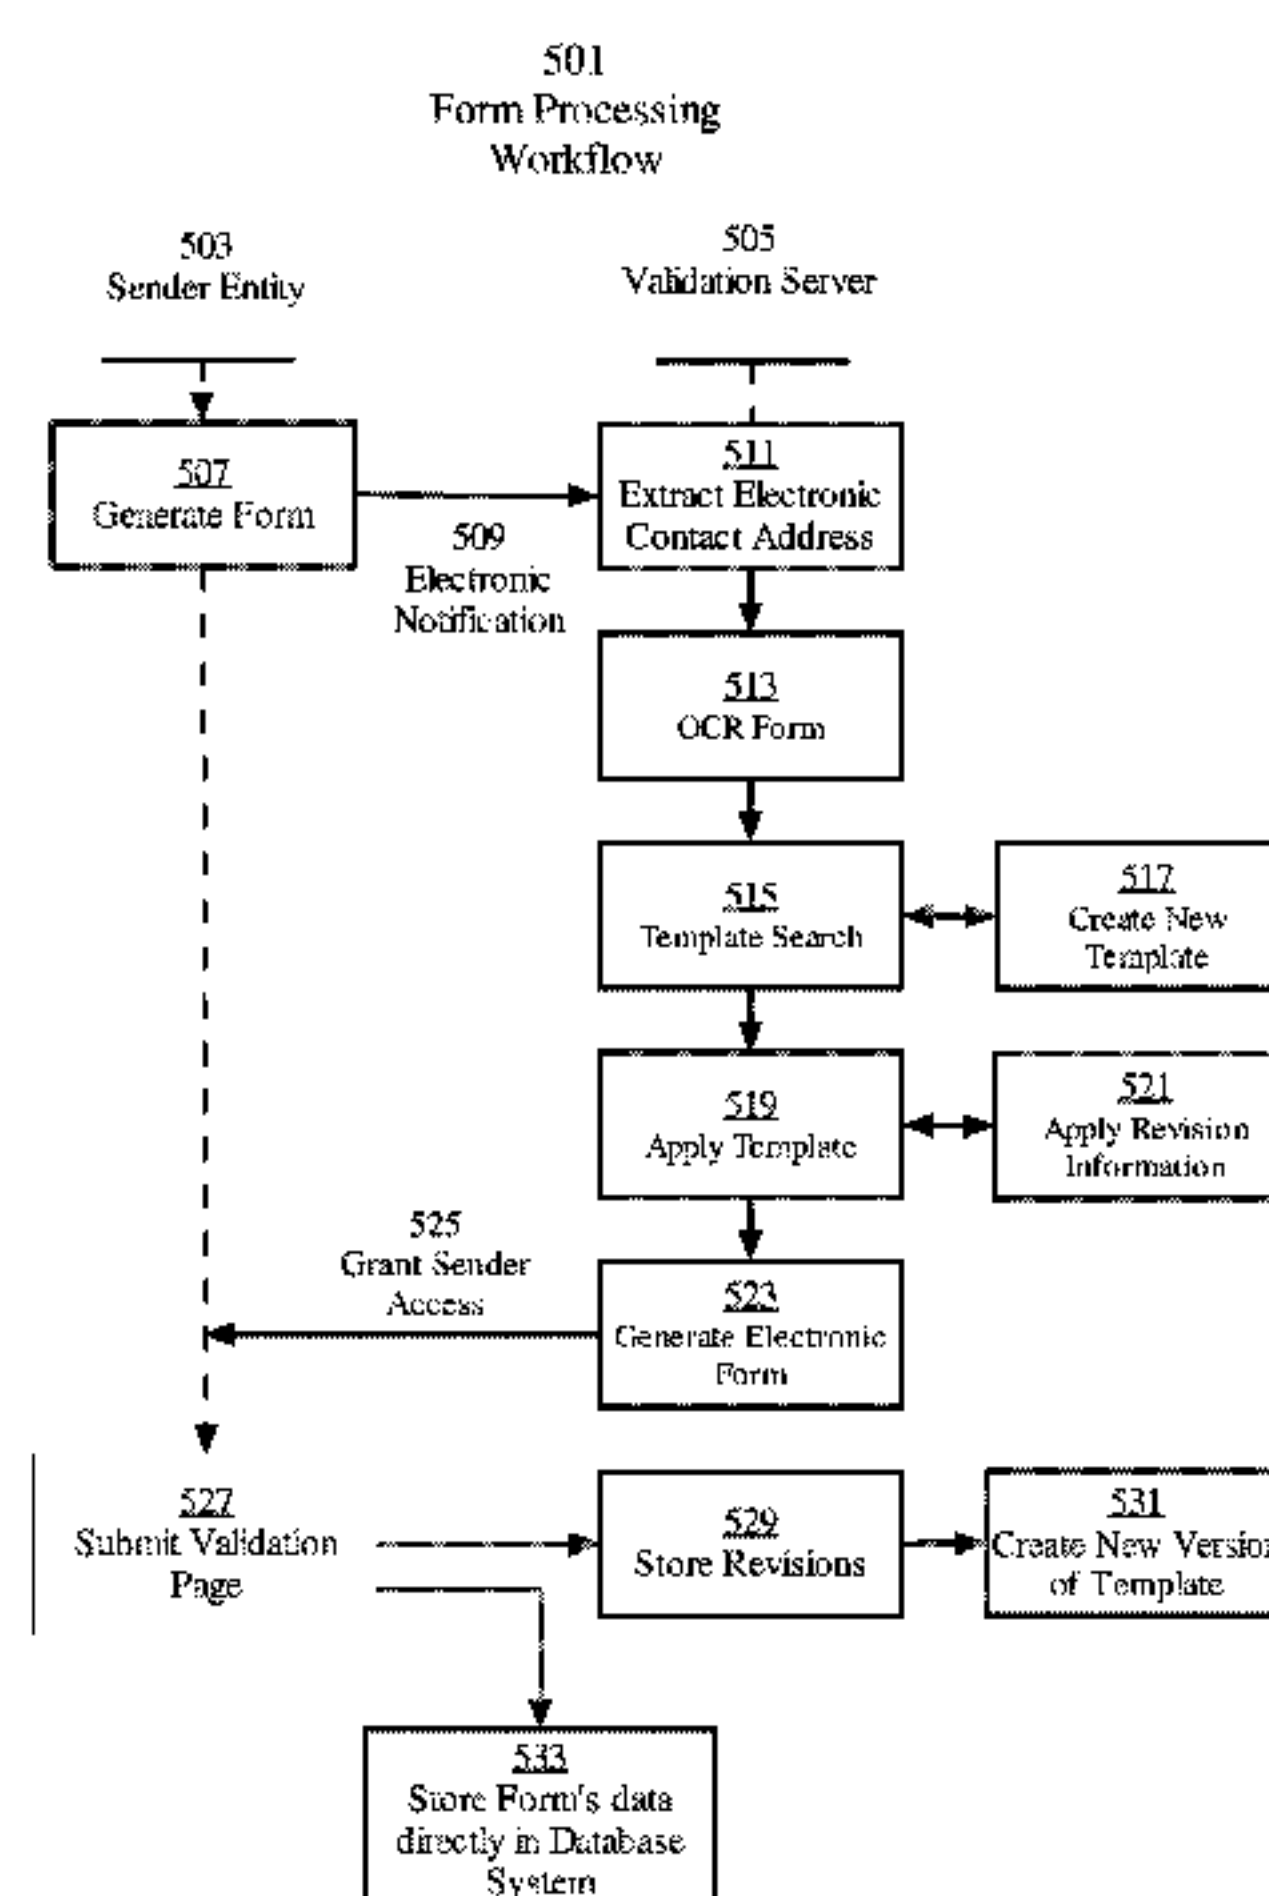 501
Form Processing
Workflow
503
Sender Entity
505
Validation Server
507
Generate Form
509
Electronic
Notification
511
Extract Electronic
Contact Address
513
OCR Form
515
Template Search
517
Create New
Template
519
Apply Template
521
Apply Revision
Information
525
Grant Sender
Access
523
Generate Electronic
Form
527
Submit Validation
Page
529
Store Revisions
531
Create New Version
of Template
533
Store Form's data
directly in Database
System